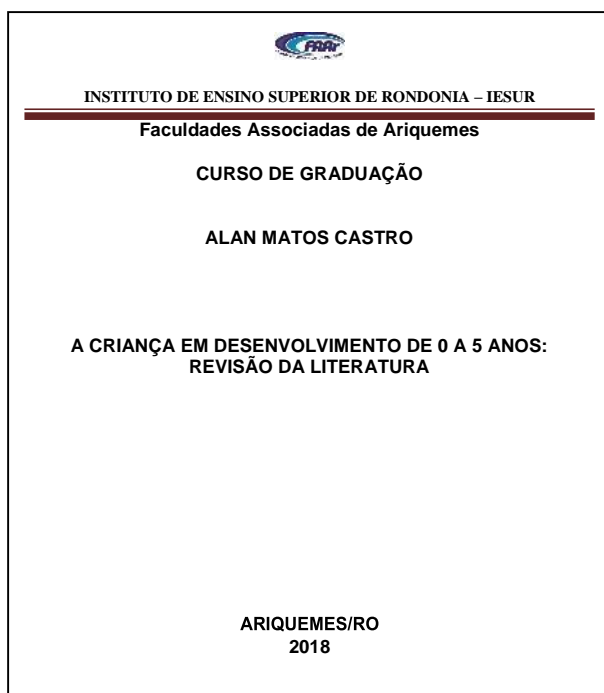 FAAr
INSTITUTO DE ENSINO SUPERIOR DE RONDONIA – IESUR
Faculdades Associadas de Ariquemes
CURSO DE GRADUAÇÃO
ALAN MATOS CASTRO
A CRIANÇA EM DESENVOLVIMENTO DE 0 A 5 ANOS:
REVISÃO DA LITERATURA
ARIQUEMES/RO
2018